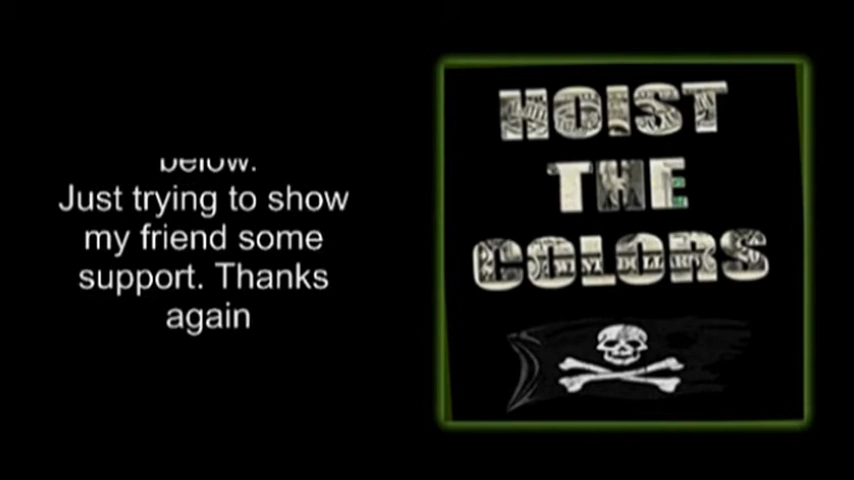 below.
Just trying to show
my friend some
support. Thanks
again
HOIST
THE
COLORS